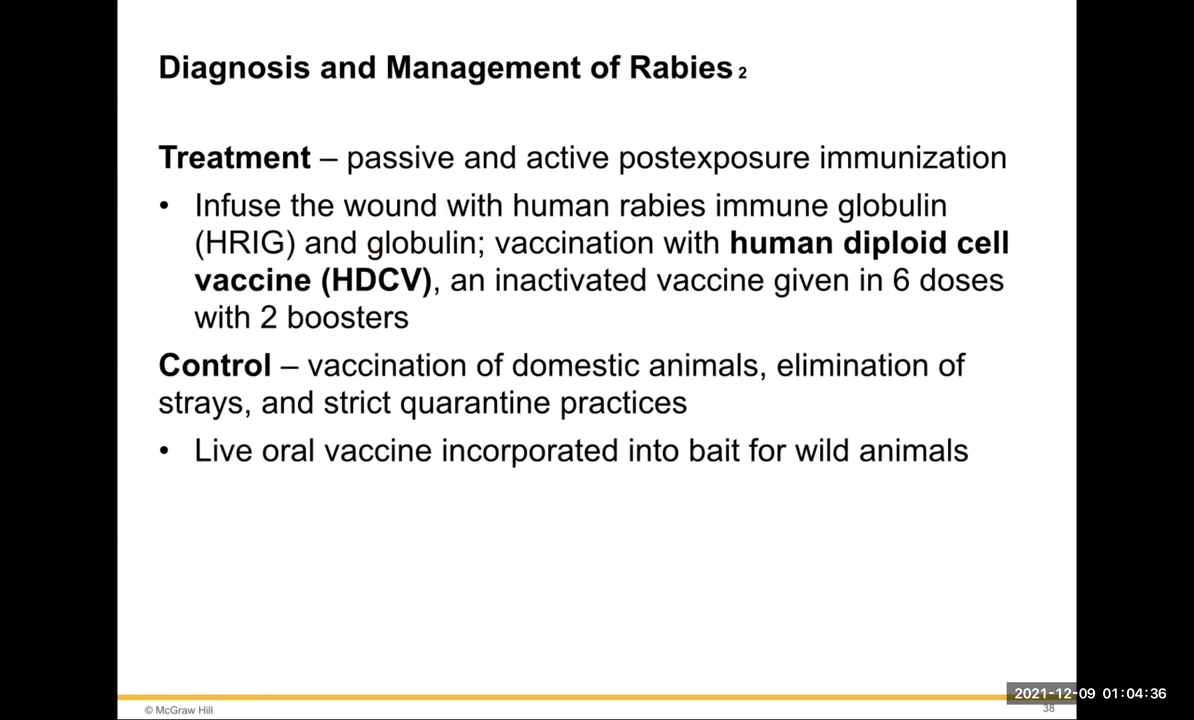 Diagnosis and Management of Rabies 2
Treatment – passive and active postexposure immunization
• Infuse the wound with human rabies immune globulin
(HRIG) and globulin; vaccination with human diploid cell
vaccine (HDCV), an inactivated vaccine given in 6 doses
with 2 boosters
Control – vaccination of domestic animals, elimination of
strays, and strict quarantine practices
• Live oral vaccine incorporated into bait for wild animals
2021-12-09 01:04:36
© McGraw Hill
38